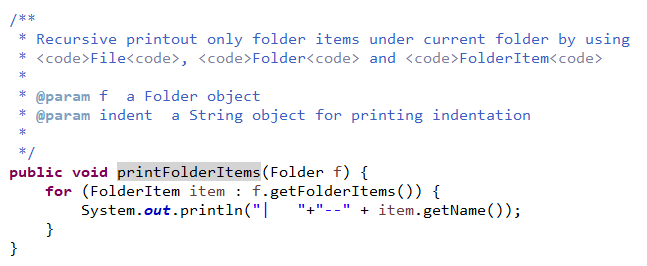 /**
 * Recursive printout only folder items under current folder by using
 * <code>File<code>, <code>Folder<code> and <code>FolderItem<code>
 *
 * @param f  a Folder object
 * @param indent  a String object for printing indentation
 *
 */
public void printFolderItems(Folder f) {
    for (FolderItem item : f.getFolderItems()) {
        System.out.println("|   "+"--" + item.getName());
    }
}